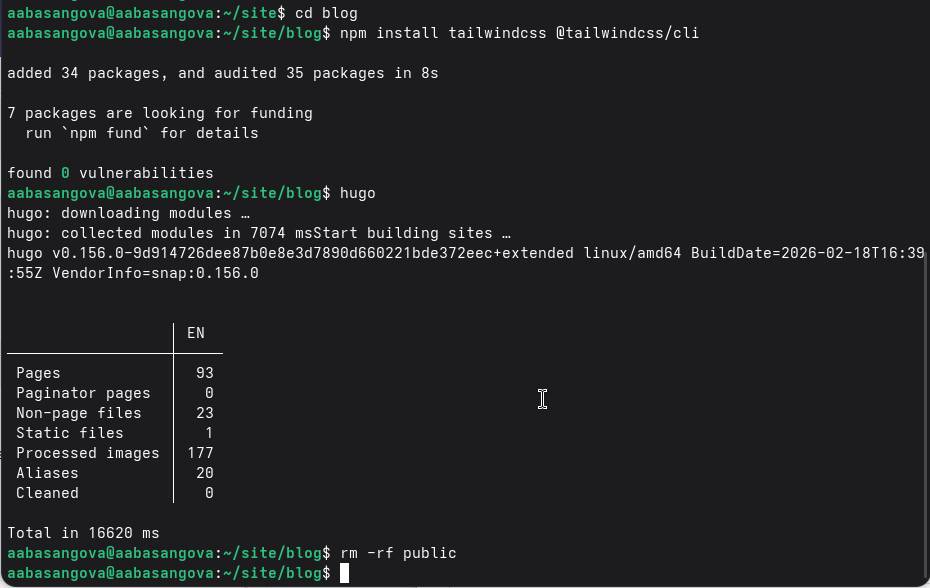 aabasangova@aabasangova:~/site$ cd blog
aabasangova@aabasangova:~/site/blog$ npm install tailwindcss @tailwindcss/cli
added 34 packages, and audited 35 packages in 8s
7 packages are looking for funding
  run `npm fund` for details
found 0 vulnerabilities
aabasangova@aabasangova:~/site/blog$ hugo
hugo: downloading modules …
hugo: collected modules in 7074 msStart building sites …
hugo v0.156.0-9d914726dee87b0e8e3d7890d660221bde372eec+extended linux/amd64 BuildDate=2026-02-18T16:39
:55Z VendorInfo=snap:0.156.0
EN
Pages 93
Paginator pages 0
Non-page files 23
Static files 1
Processed images 177
Aliases 20
Cleaned 0
Total in 16620 ms
aabasangova@aabasangova:~/site/blog$ rm -rf public
aabasangova@aabasangova:~/site/blog$